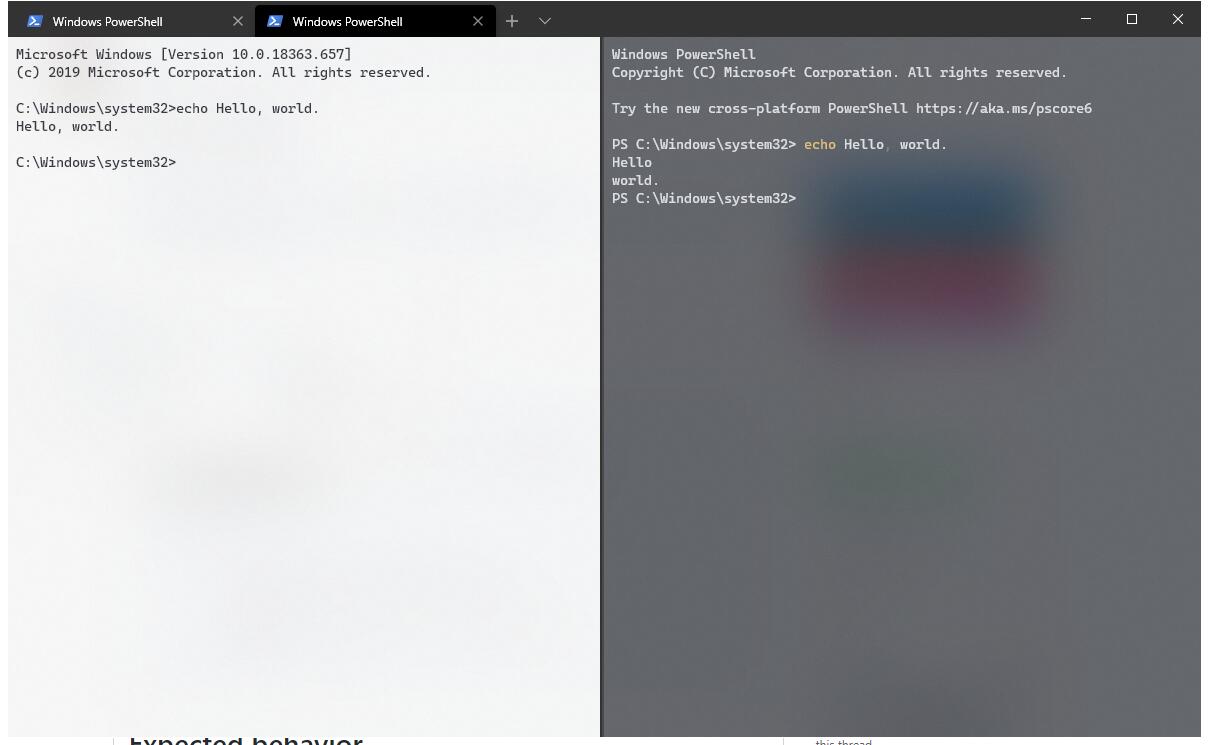 Windows PowerShell
Windows PowerShell
Microsoft Windows [Version 10.0.18363.657]
(c) 2019 Microsoft Corporation. All rights reserved.
C:\Windows\system32>echo Hello, world.
Hello, world.
C:\Windows\system32>
Windows PowerShell
Copyright (C) Microsoft Corporation. All rights reserved.
Try the new cross-platform PowerShell https://aka.ms/pscore6
PS C:\Windows\system32> echo Hello, world.
Hello
world.
PS C:\Windows\system32>
Expected behavior
this thread